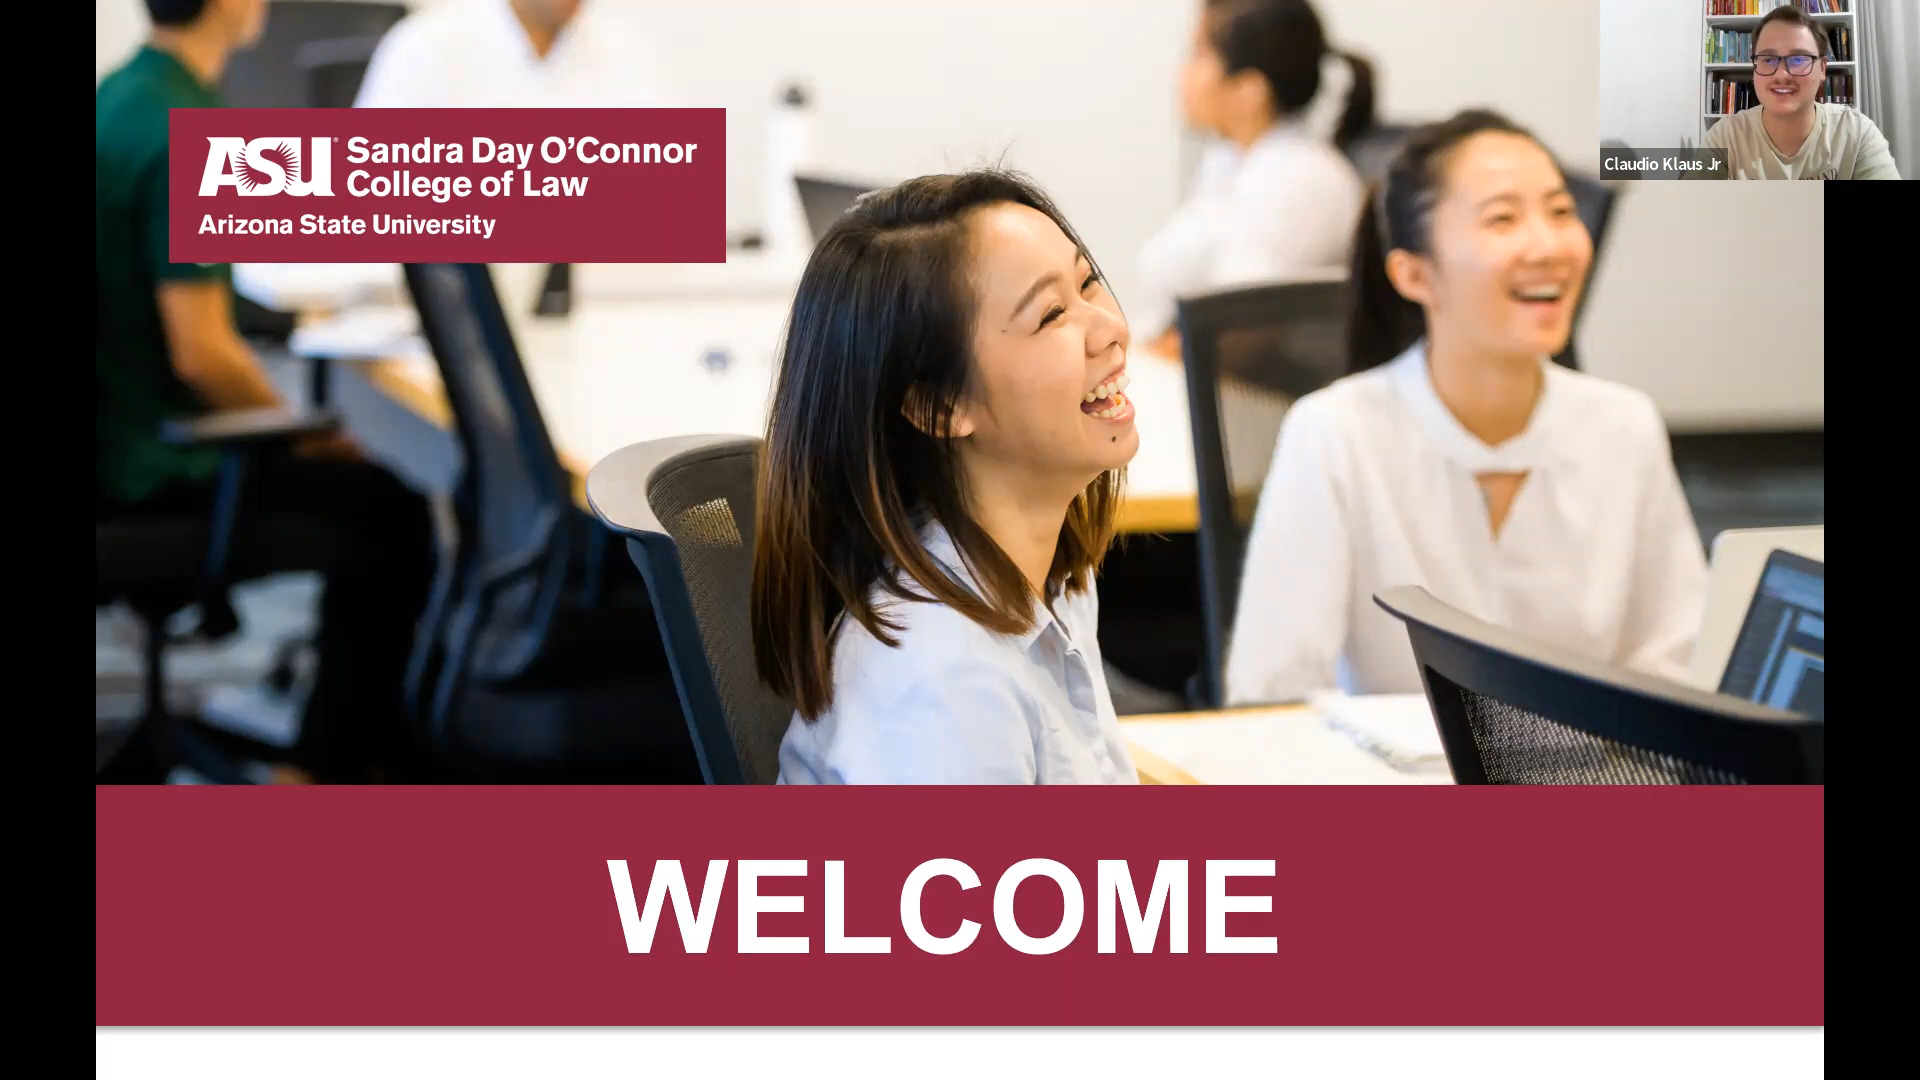 ASU Sandra Day O'Connor
College of Law
Arizona State University
Claudio Klaus Jr
WELCOME